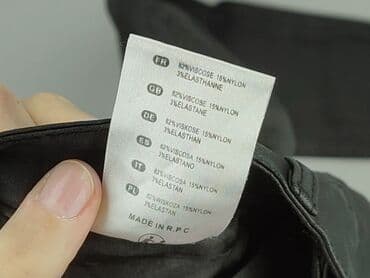 FR 82%VISCOSE 15%NYLON
3%ELASTHANNE
GB 82%VISCOSE 15%NYLON
3%ELASTANE
DE 82%VISKOSE 15%NYLON
3%ELASTHAN
ES 82%VISCOSA 15%NYLON
3%ELASTANO
IT 82%VISCOSA 15%NYLON
3%ELASTAN
PL 82%VISKOZA 15%NYLON
3%ELASTAN
MADE IN R.P.C